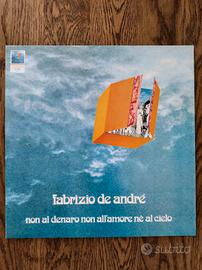 fabrizio de andré
non al denaro non all'amore nè al cielo
subito